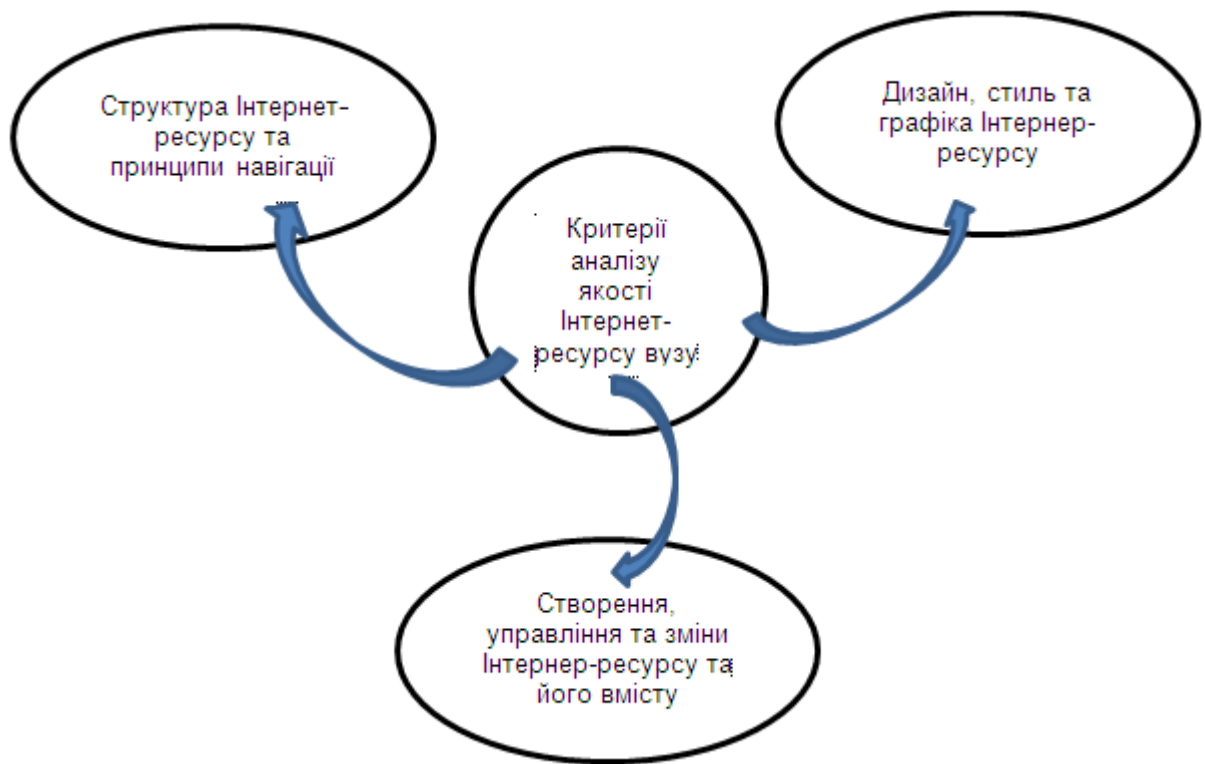 Структура Інтернет-
ресурсу та
принципи навігації
Дизайн, стиль та
графіка Інтернер-
ресурсу
Критерії
аналізу
якості
Інтернет-
ресурсу вузу
Створення,
управління та зміни
Інтернер-ресурсу та
його вмісту